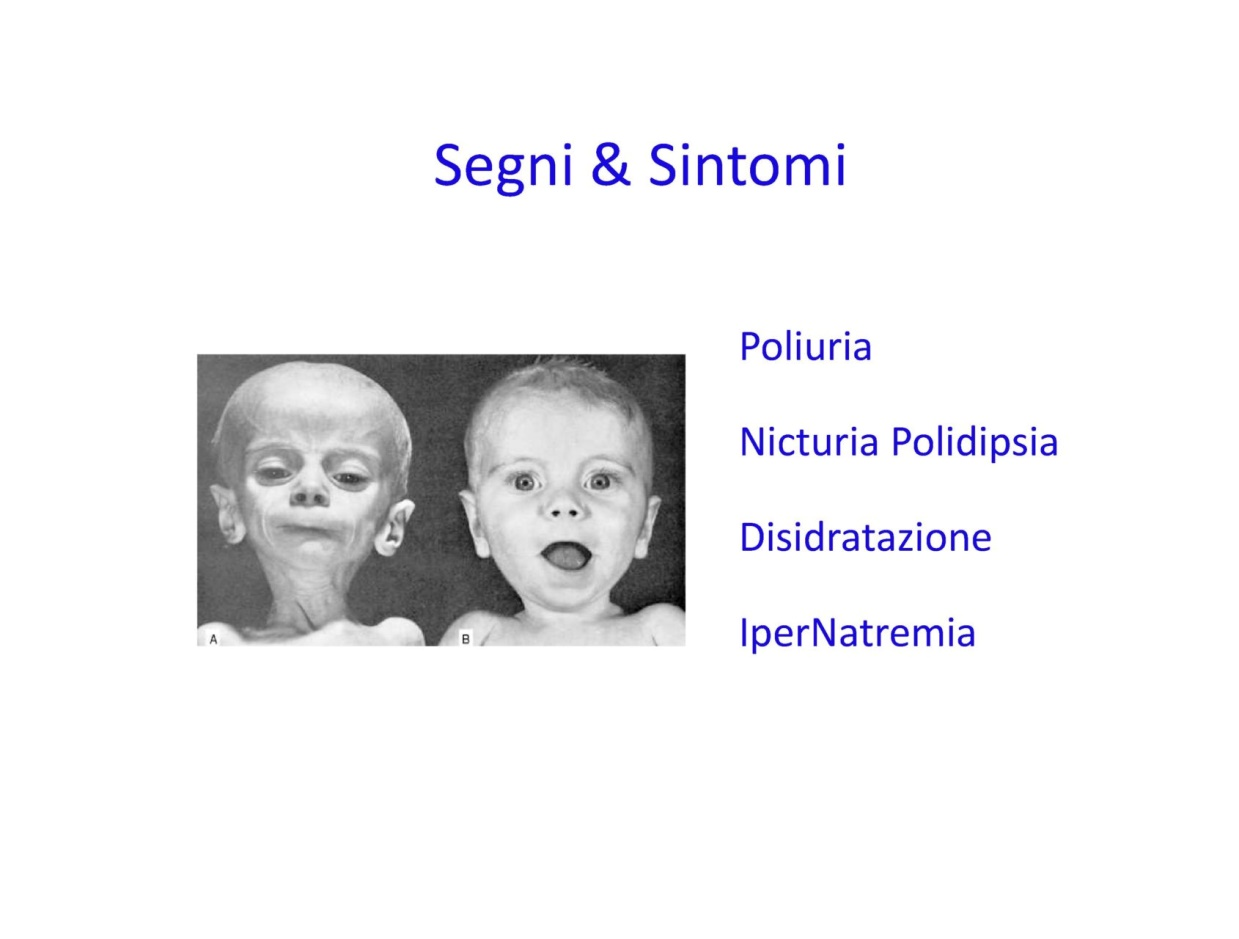 Segni & Sintomi
Poliuria
Nicturia Polidipsia
Disidratazione
IperNatremia
A
B